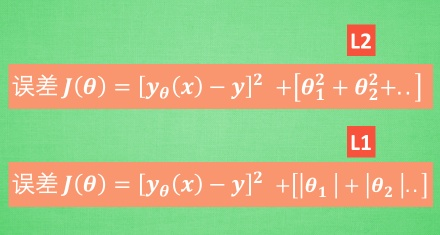 L2
误差 J(θ) = [y_θ(x) − y]² +[θ₁² + θ₂²+..]
L1
误差 J(θ) = [y_θ(x) − y]² +[|θ₁| + |θ₂|..]